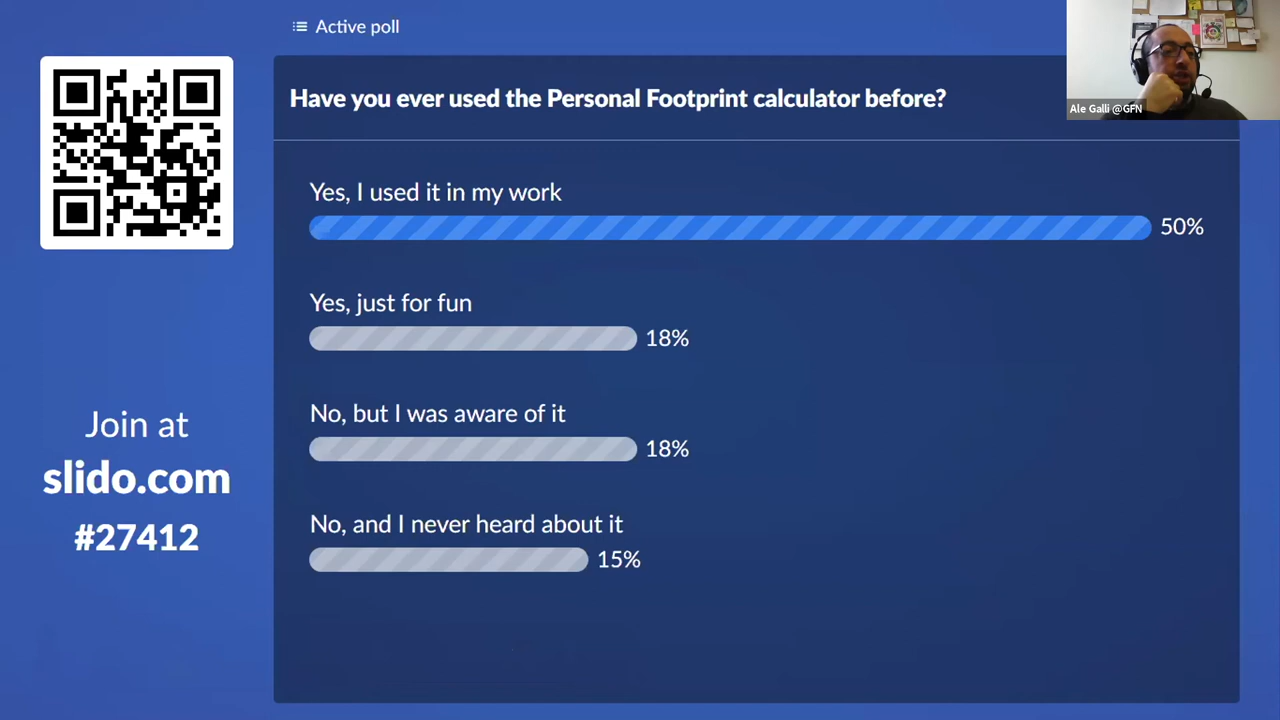 Active poll
Ale Galli @GFN
Have you ever used the Personal Footprint calculator before?
Yes, I used it in my work
50%
Yes, just for fun
18%
No, but I was aware of it
18%
No, and I never heard about it
15%
Join at
slido.com
#27412